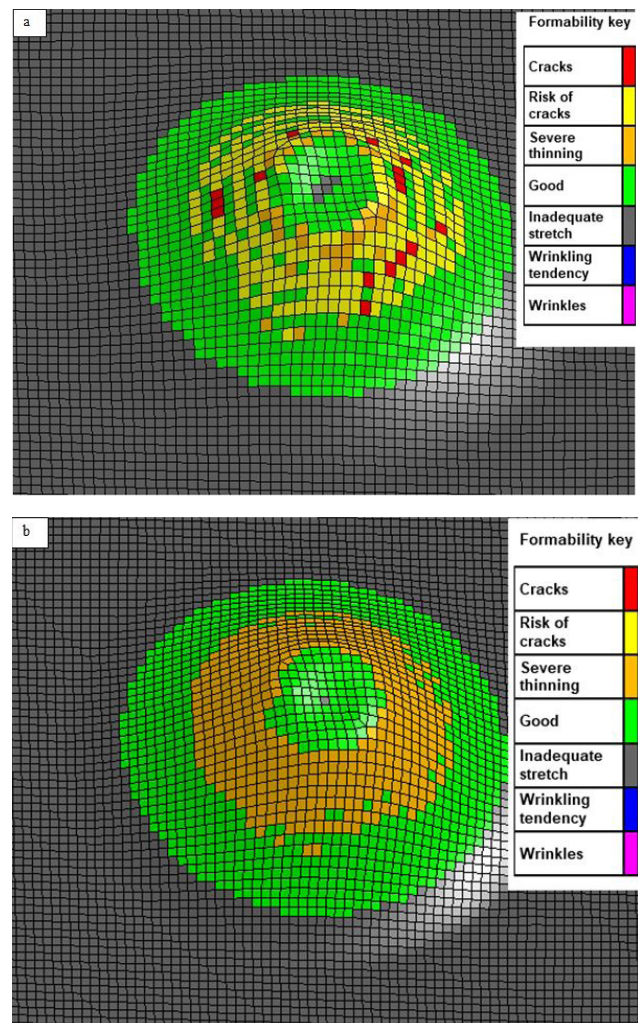 a
Formability key
Cracks
Risk of
cracks
Severe
thinning
Good
Inadequate
stretch
Wrinkling
tendency
Wrinkles
b
Formability key
Cracks
Risk of
cracks
Severe
thinning
Good
Inadequate
stretch
Wrinkling
tendency
Wrinkles